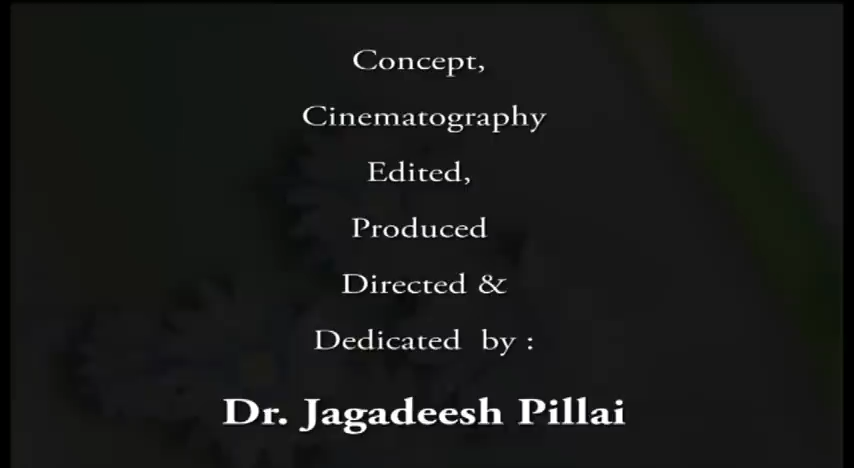 Concept,
Cinematography
Edited,
Produced
Directed &
Dedicated by :
Dr. Jagadeesh Pillai